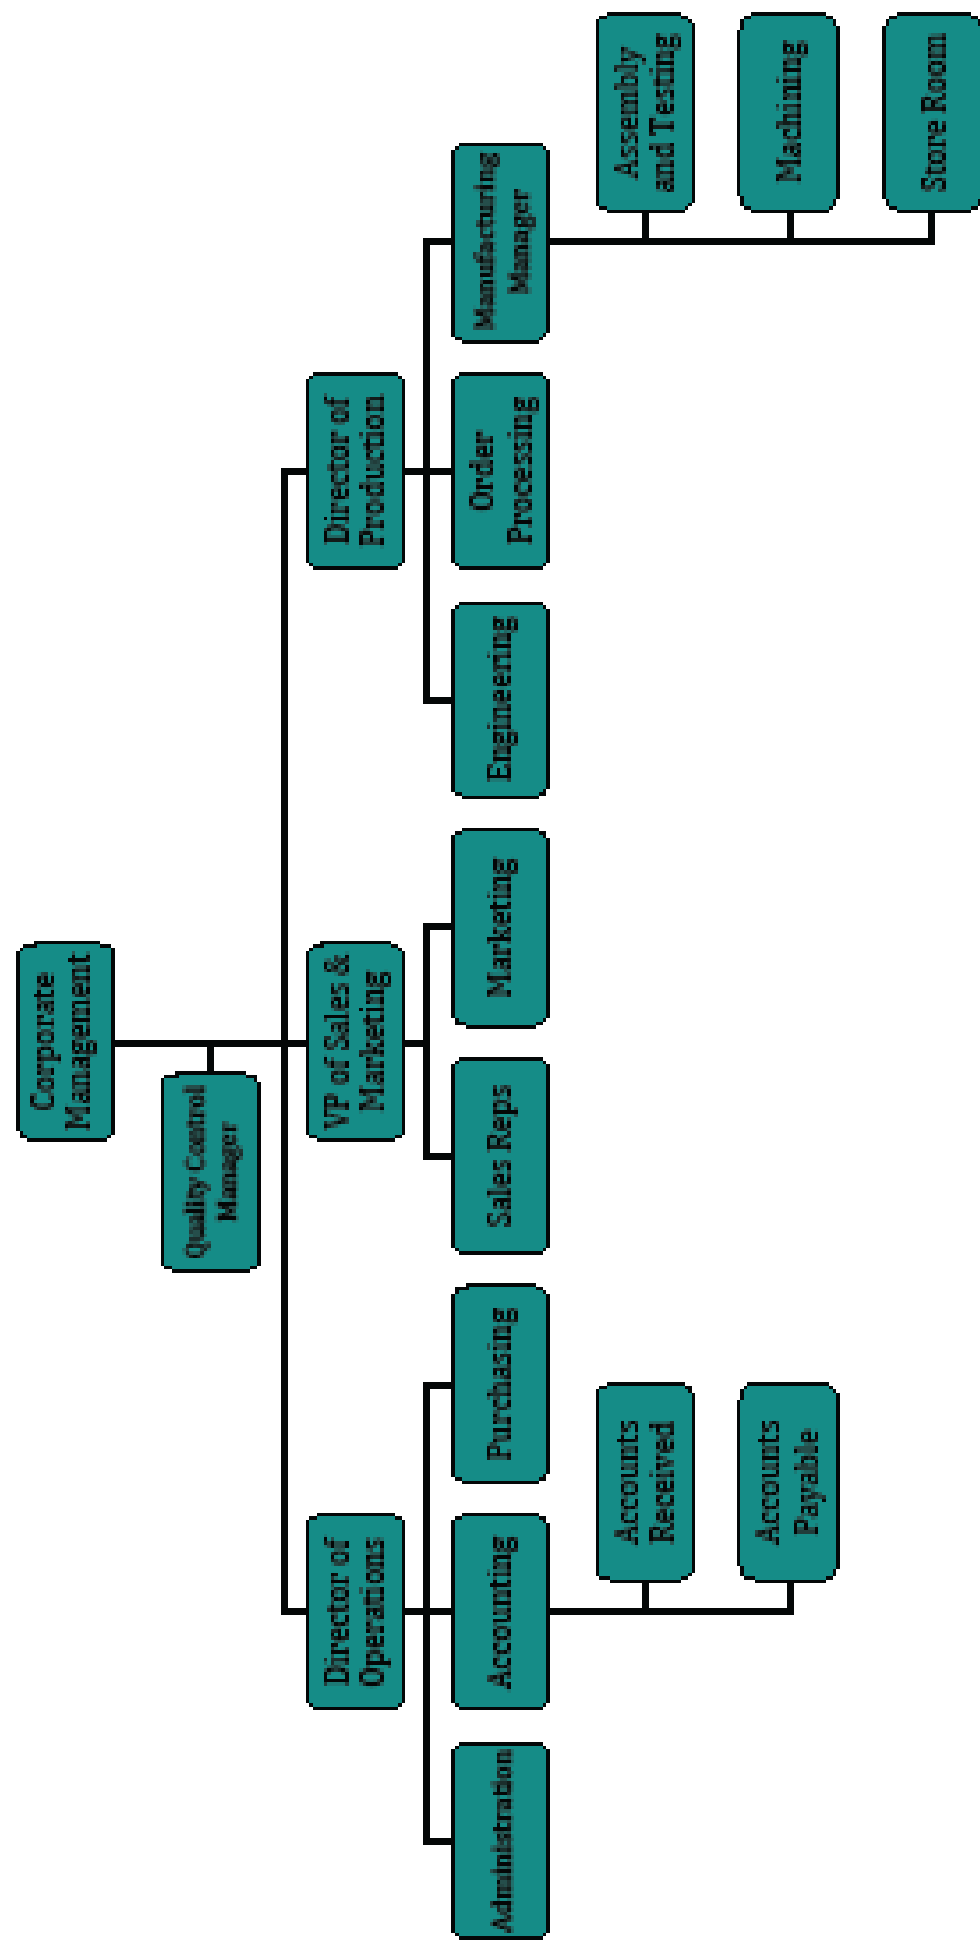 Corporate
Management
Quality Control
Manager
Director of
Operations
VP of Sales &
Marketing
Director of
Production
Administration
Accounting
Purchasing
Sales Reps
Marketing
Engineering
Order
Processing
Manufacturing
Manager
Accounts
Received
Assembly
and Testing
Accounts
Payable
Machining
Store Room